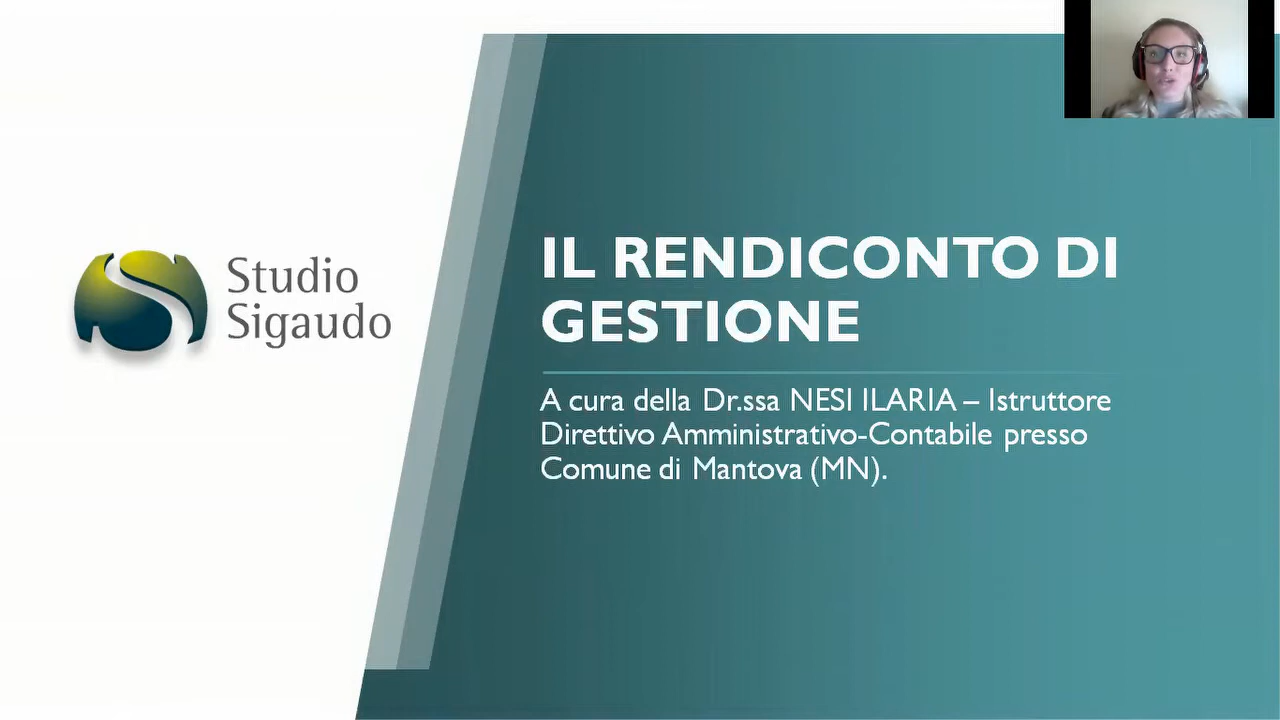 Studio
Sigaudo
IL RENDICONTO DI
GESTIONE
A cura della Dr.ssa NESI ILARIA – Istruttore
Direttivo Amministrativo-Contabile presso
Comune di Mantova (MN).